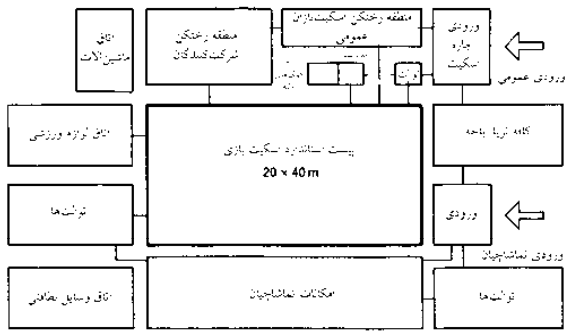 ورودی
اجاره
اسکیت
منطقه رختکن اسکیت‌بازان
عمومی
منطقه رختکن
شرکت‌کنندگان
اتاق
ماشین‌آلات
ورودی عمومی
کافه تریا
پیست استاندارد اسکیت بازی
20 × 40 m
اتاق لوازم ورزشی
ورودی
توالت‌ها
ورودی تماشاچیان
توالت‌ها
امکانات تماشاچیان
اتاق وسایل نظافتی